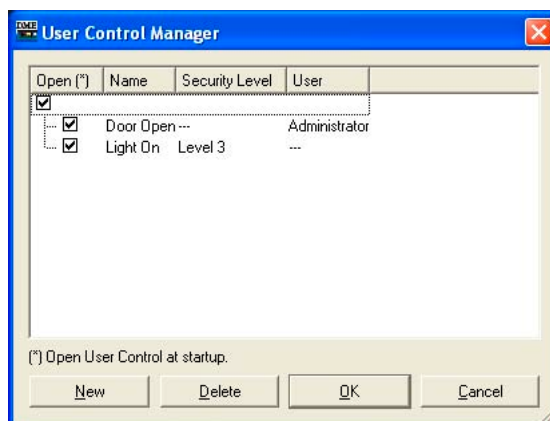 User Control Manager
Open (*) Name Security Level User
Door Open --- Administrator
Light On Level 3 ---
(*) Open User Control at startup.
New Delete OK Cancel